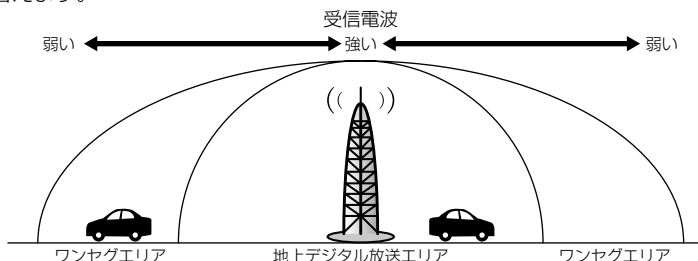 受信電波
弱い 強い 弱い
ワンセグエリア 地上デジタル放送エリア ワンセグエリア